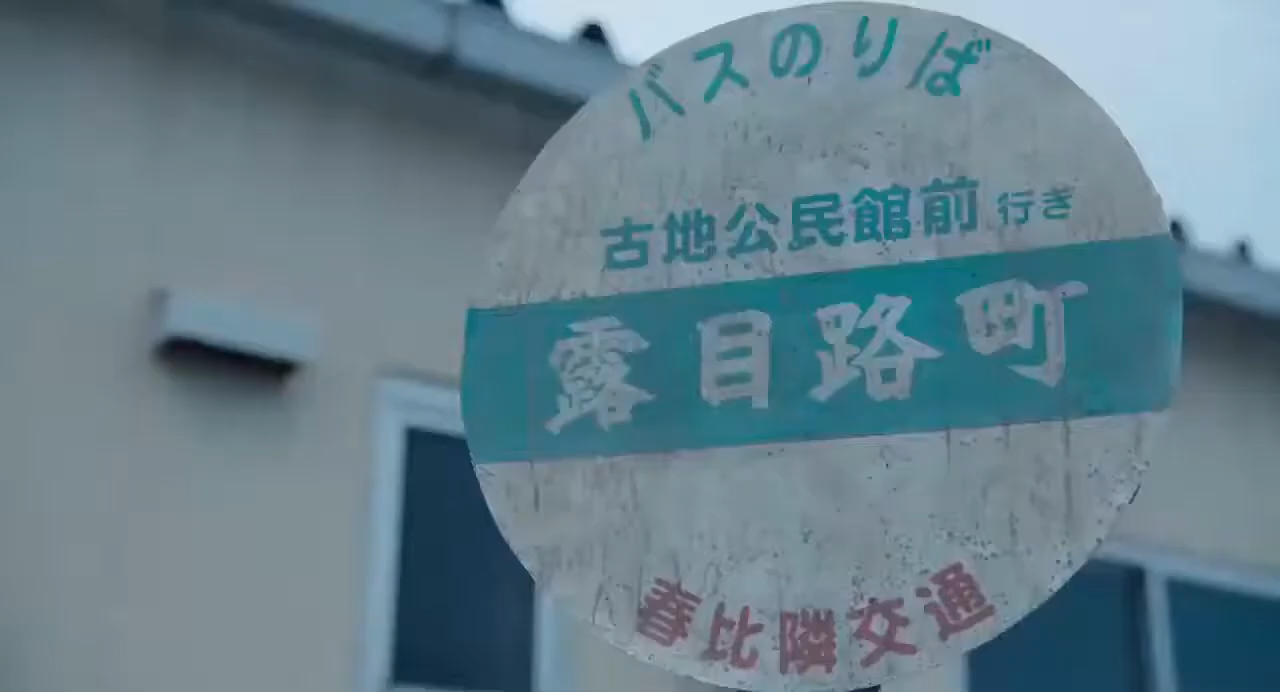 バスのりば
古地公民館前 行き
露目路町
春比隣交通